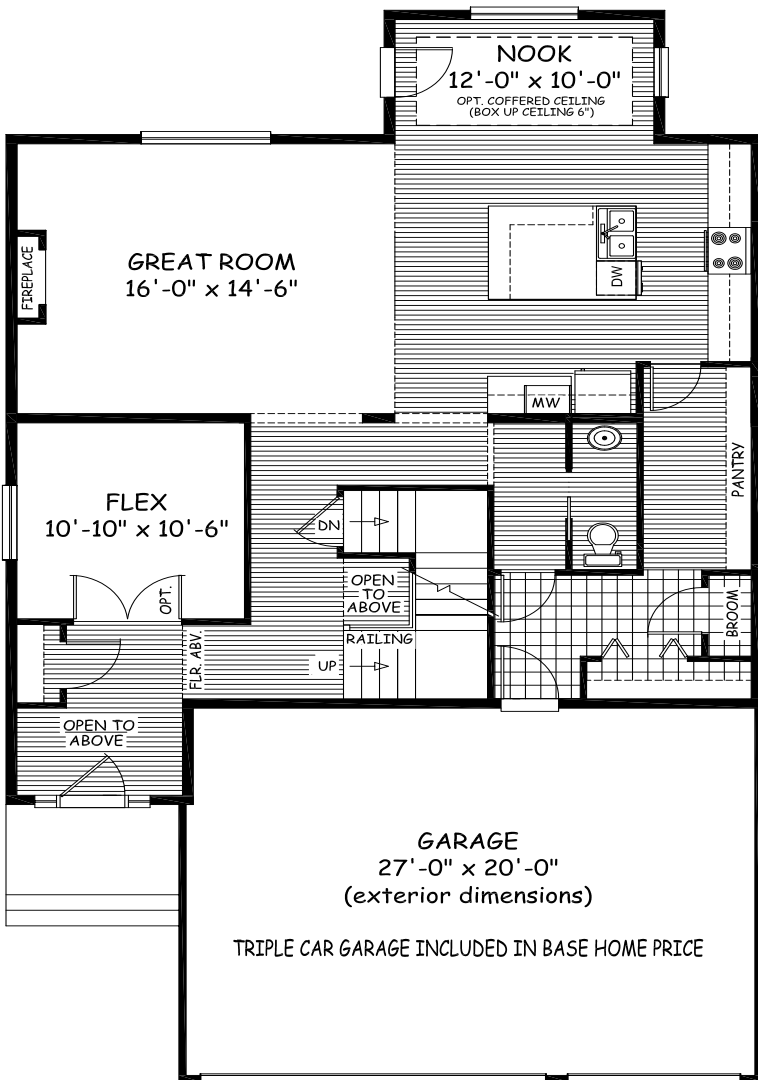 NOOK
12'-0" x 10'-0"
OPT. COFFERED CEILING
(BOX UP CEILING 6")
GREAT ROOM
16'-0" x 14'-6"
FIREPLACE
DW
MW
PANTRY
FLEX
10'-10" x 10'-6"
OPT.
DN
OPEN
TO
ABOVE
RAILING
UP
FLR. ABV.
BROOM
OPEN TO
ABOVE
GARAGE
27'-0" x 20'-0"
(exterior dimensions)
TRIPLE CAR GARAGE INCLUDED IN BASE HOME PRICE